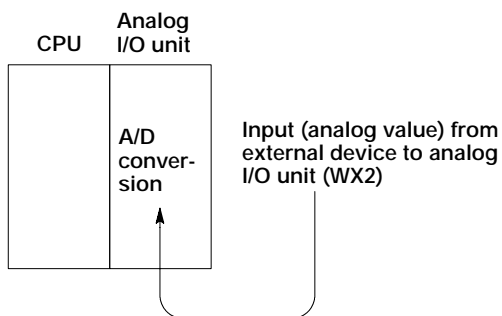 Analog
CPU I/O unit
A/D
conver-
sion
Input (analog value) from
external device to analog
I/O unit (WX2)